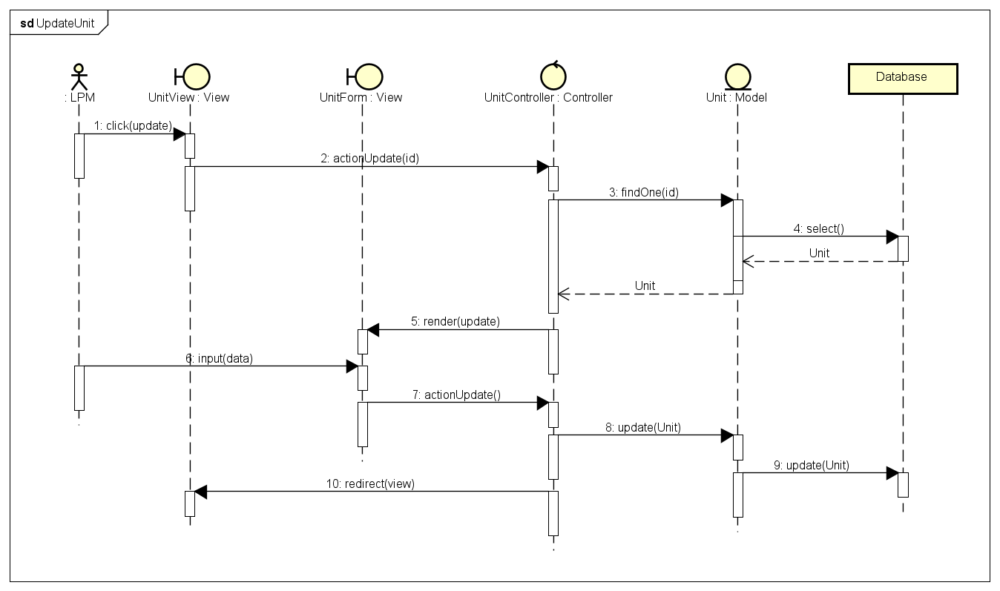 sd UpdateUnit
: LPM
UnitView : View
UnitForm : View
UnitController : Controller
Unit : Model
Database
1: click(update)
2: actionUpdate(id)
3: findOne(id)
4: select()
Unit
Unit
5: render(update)
6: input(data)
7: actionUpdate()
8: update(Unit)
9: update(Unit)
10: redirect(view)